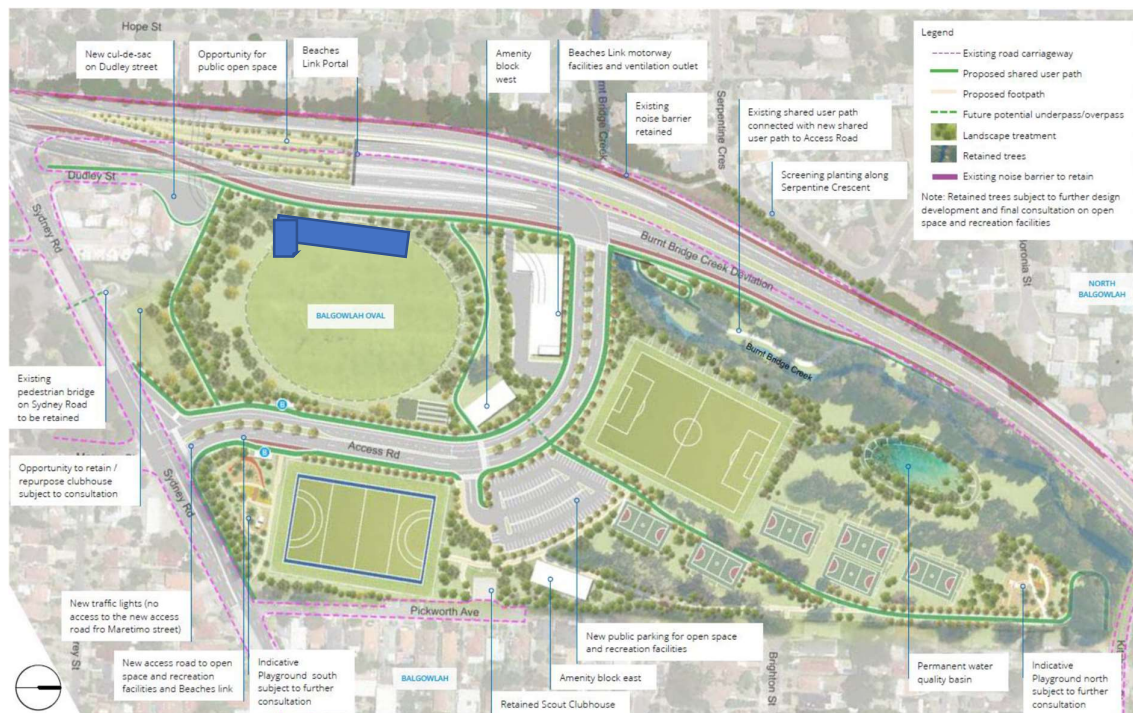 Hope St
New cul-de-sac
on Dudley street
Opportunity for
public open space
Beaches
Link Portal
Amenity
block
west
Beaches Link motorway
facilities and ventilation outlet
Burnt Bridge Creek
Existing
noise barrier
retained
Serpentine Cres
Existing shared user path
connected with new shared
user path to Access Road
Screening planting along
Serpentine Crescent
Legend
Existing road carriageway
Proposed shared user path
Proposed footpath
Future potential underpass/overpass
Landscape treatment
Retained trees
Existing noise barrier to retain
Note: Retained trees subject to further design
development and final consultation on open
space and recreation facilities
NORTH
BALGOWLAH
Dudley St
Sydney Rd
BALGOWLAH OVAL
Burnt Bridge Creek Deviation
Burnt Bridge Creek
Existing
pedestrian bridge
on Sydney Road
to be retained
Opportunity to retain /
repurpose clubhouse
subject to consultation
Access Rd
Sydney Rd
New traffic lights (no
access to the new access
road fro Maretimo street)
New access road to open
space and recreation
facilities and Beaches link
Indicative
Playground south
subject to further
consultation
Pickworth Ave
BALGOWLAH
Retained Scout Clubhouse
Amenity block east
New public parking for open space
and recreation facilities
Brighton St
Permanent water
quality basin
Indicative
Playground north
subject to further
consultation